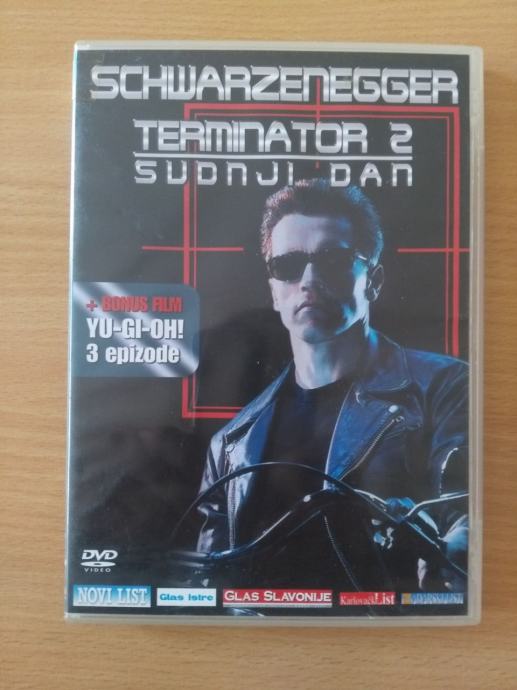 SCHWARZENEGGER
TERMINATOR 2
SUDNJI DAN
+ BONUS FILM
YU-GI-OH!
3 epizode
DVD
VIDEO
NOVI LIST
Glas Istre
GLAS SLAVONIJE
Karlovački List